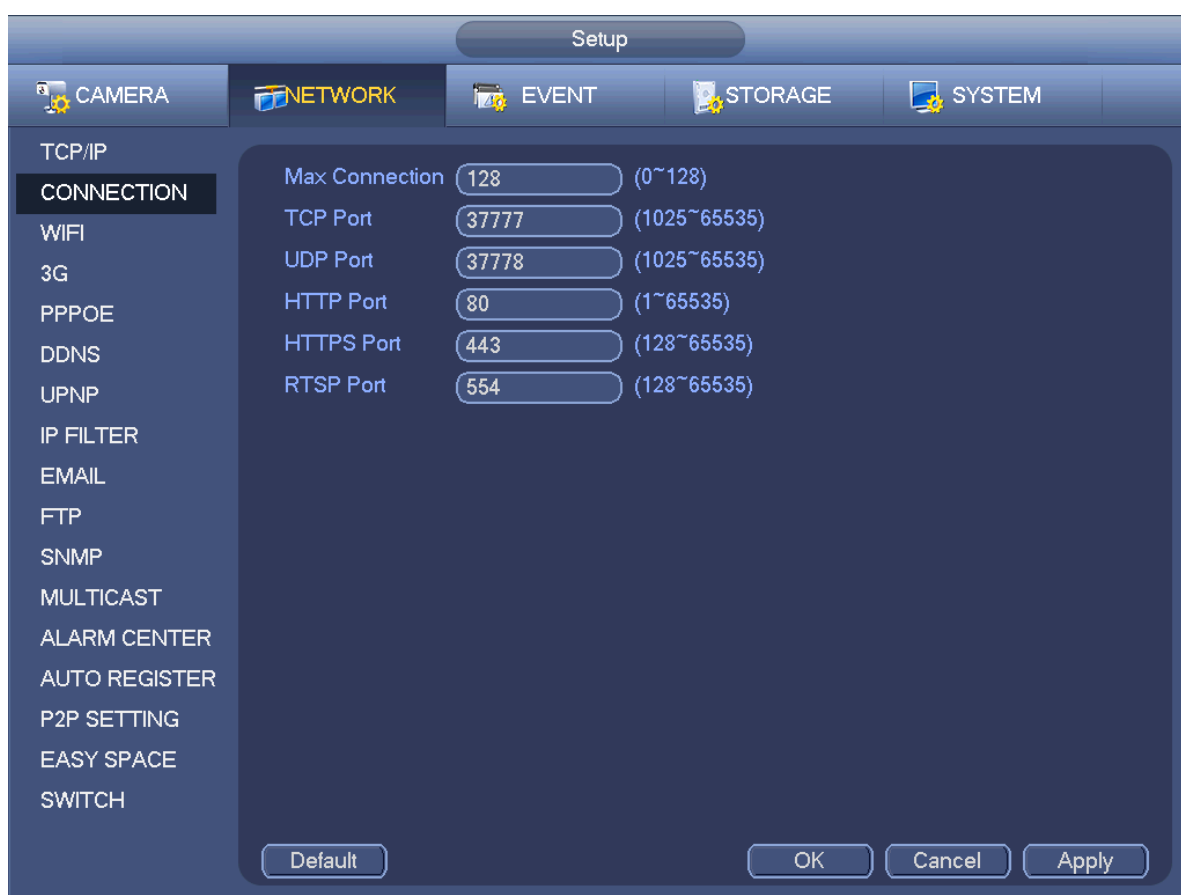 Setup
CAMERA NETWORK EVENT STORAGE SYSTEM
TCP/IP
CONNECTION
WIFI
3G
PPPOE
DDNS
UPNP
IP FILTER
EMAIL
FTP
SNMP
MULTICAST
ALARM CENTER
AUTO REGISTER
P2P SETTING
EASY SPACE
SWITCH
Max Connection 128 (0~128)
TCP Port 37777 (1025~65535)
UDP Port 37778 (1025~65535)
HTTP Port 80 (1~65535)
HTTPS Port 443 (128~65535)
RTSP Port 554 (128~65535)
Default OK Cancel Apply